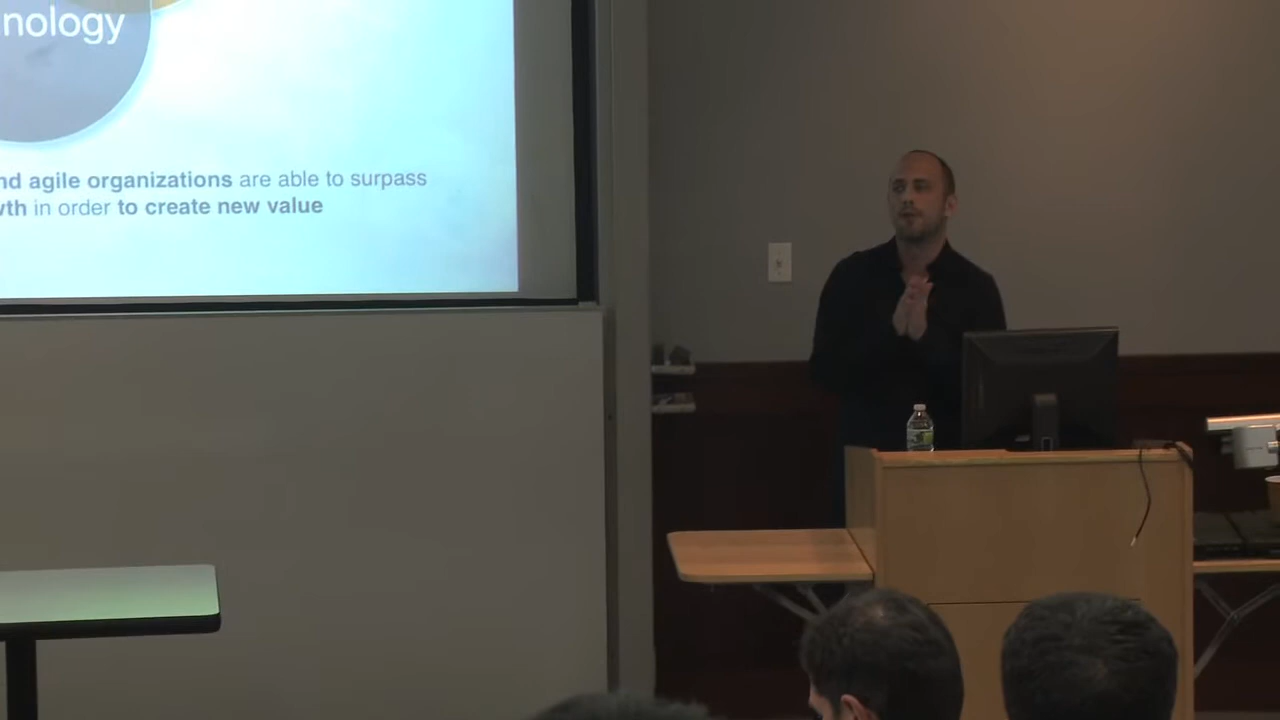 nology
nd agile organizations are able to surpass
wth in order to create new value